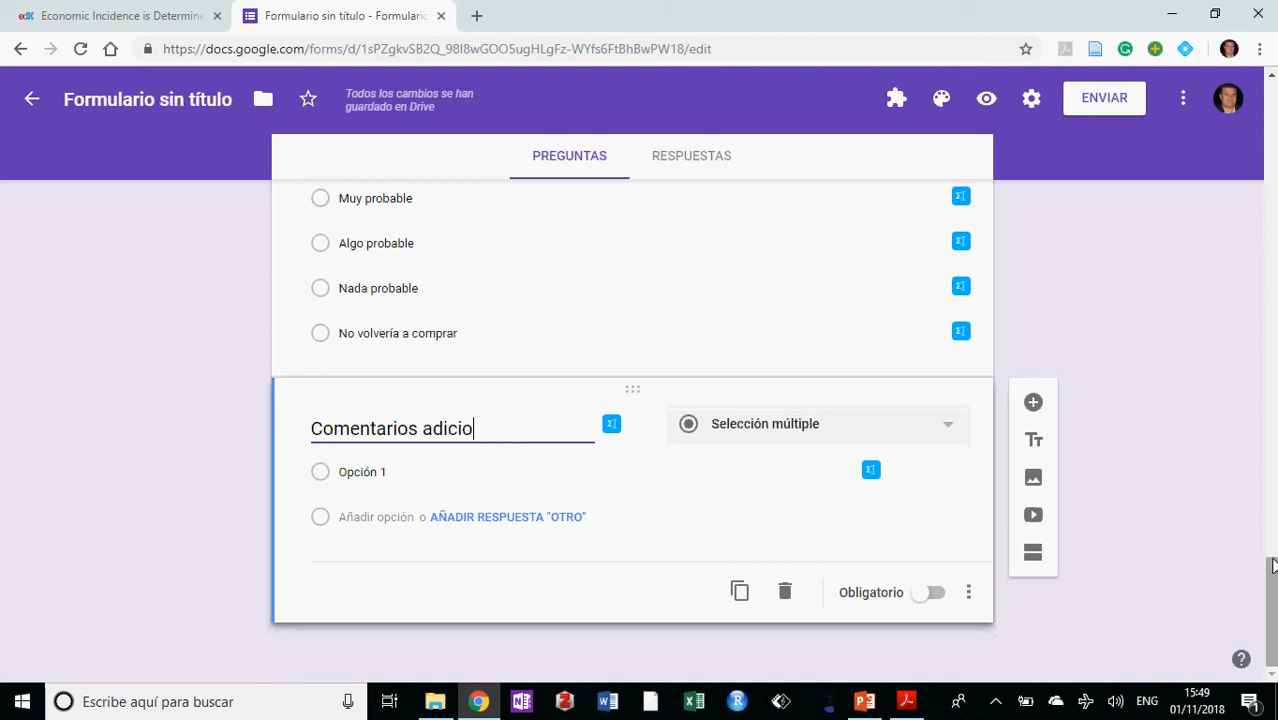 Economic Incidence is Determine
Formulario sin título - Formulario
https://docs.google.com/forms/d/1sPZgkvSB2Q_98I8wGOO5ugHLgFz-WYfs6FtBhBwPW18/edit
Formulario sin título
Todos los cambios se han
guardado en Drive
ENVIAR
PREGUNTAS RESPUESTAS
Muy probable
Algo probable
Nada probable
No volvería a comprar
Comentarios adicio
Selección múltiple
Opción 1
Añadir opción o AÑADIR RESPUESTA "OTRO"
Obligatorio
Escribe aquí para buscar
ENG
15:49
01/11/2018